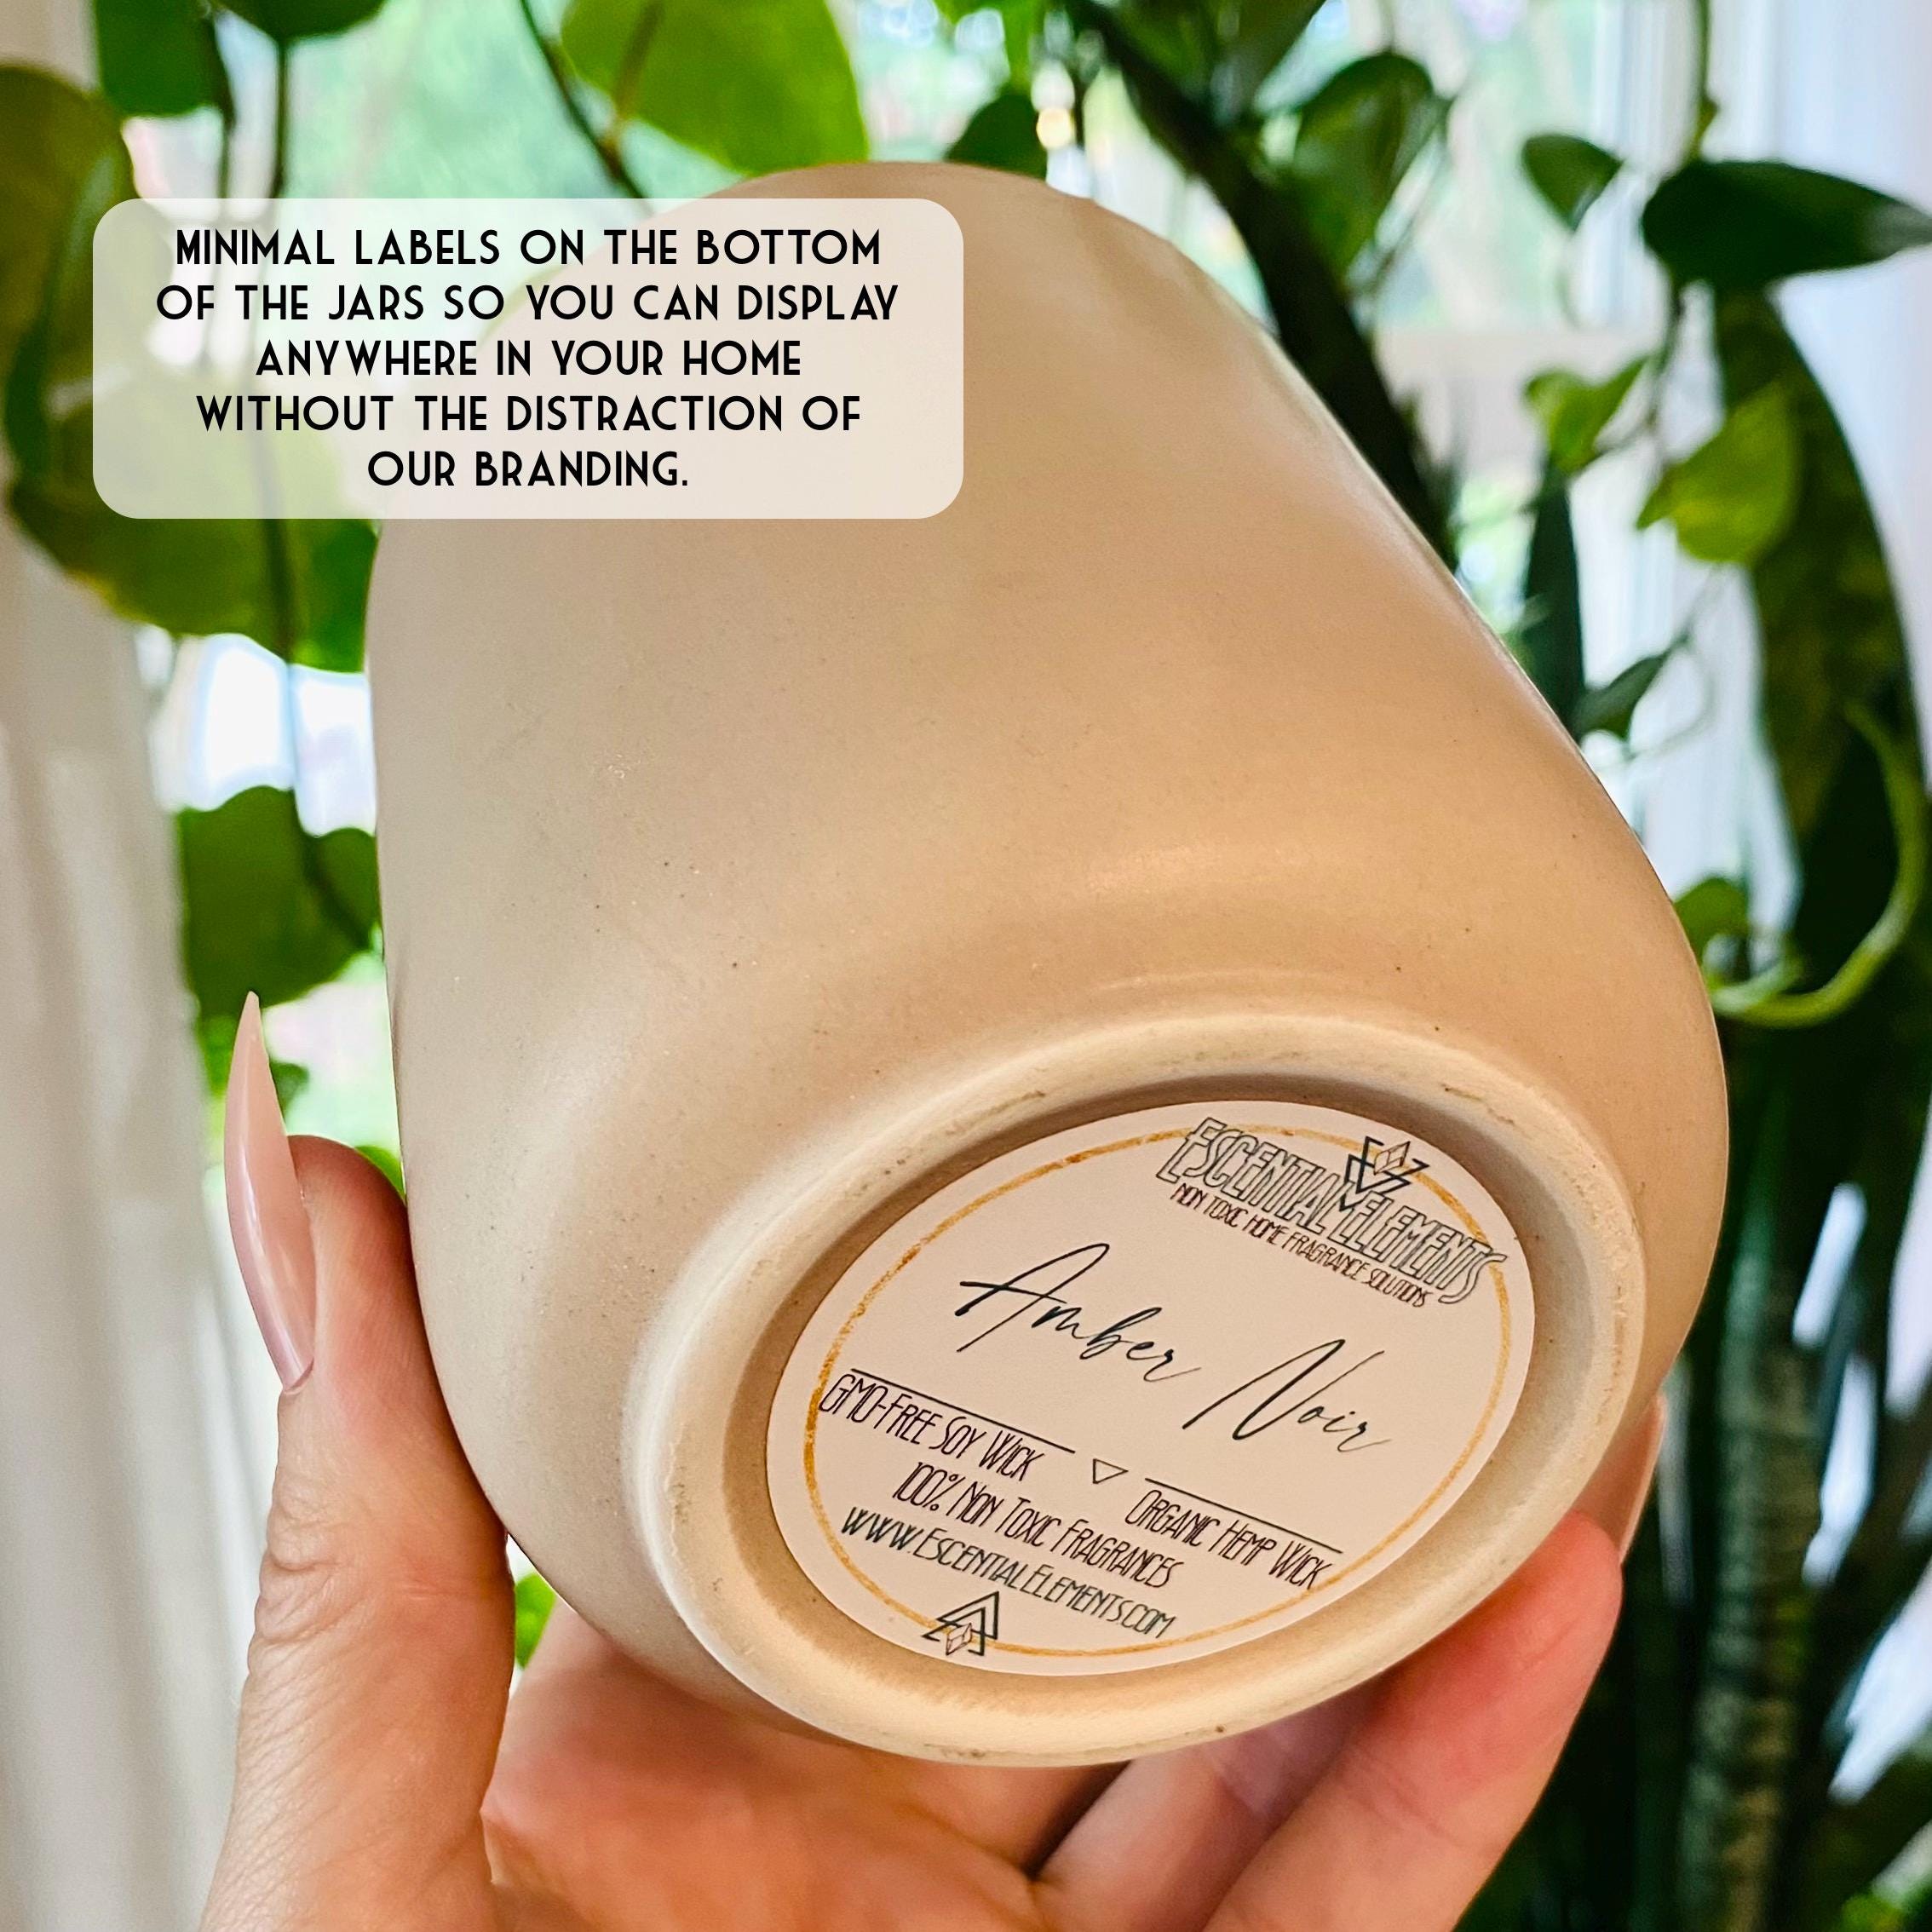 MINIMAL LABELS ON THE BOTTOM
OF THE JARS SO YOU CAN DISPLAY
ANYWHERE IN YOUR HOME
WITHOUT THE DISTRACTION OF
OUR BRANDING.
ESCENTIAL ELEMENTS
NON TOXIC HOME FRAGRANCE SOLUTIONS
Amber Noir
GMO-FREE SOY WICK ▽ ORGANIC HEMP WICK
100% NON TOXIC FRAGRANCES
WWW.ESCENTIALELEMENTS.COM